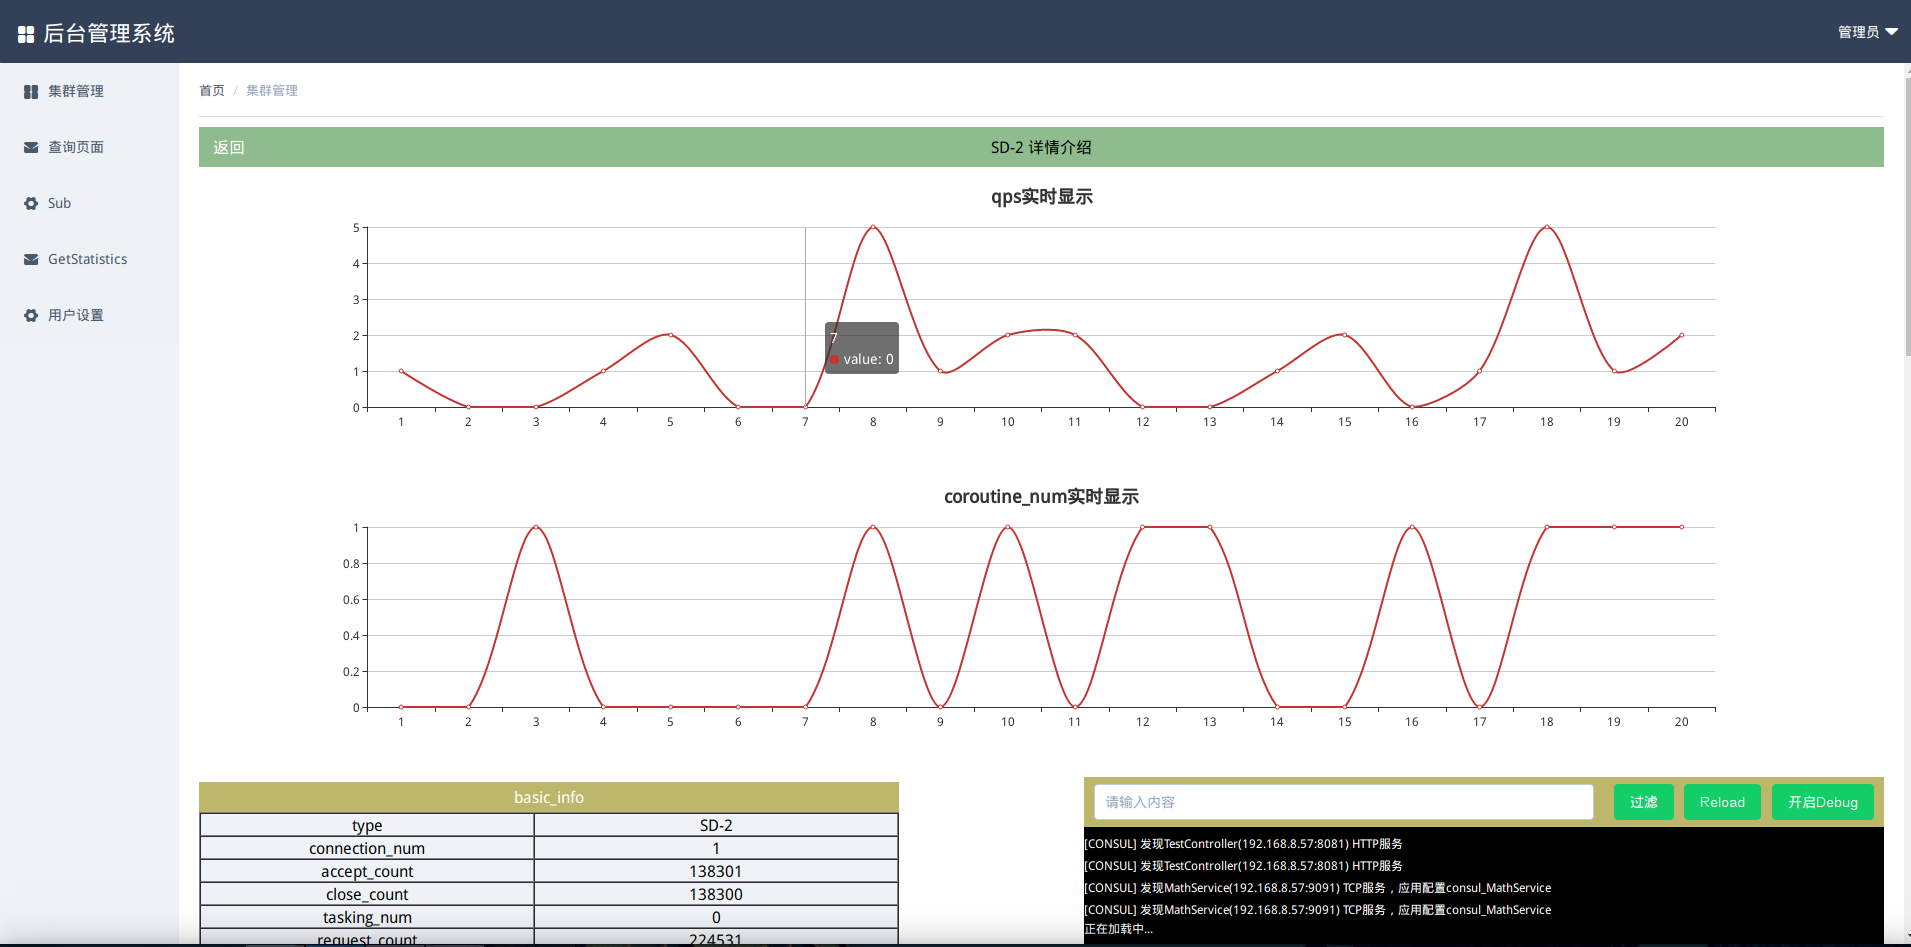 后台管理系统
管理员
集群管理
查询页面
Sub
GetStatistics
用户设置
首页 / 集群管理
返回 SD-2 详情介绍
qps实时显示
5
4
3
2
1
0
7
value: 0
1 2 3 4 5 6 7 8 9 10 11 12 13 14 15 16 17 18 19 20
coroutine_num实时显示
1
0.8
0.6
0.4
0.2
0
1 2 3 4 5 6 7 8 9 10 11 12 13 14 15 16 17 18 19 20
basic_info
type SD-2
connection_num 1
accept_count 138301
close_count 138300
tasking_num 0
request_count 224531
请输入内容 过滤 Reload 开启Debug
[CONSUL] 发现TestController(192.168.8.57:8081) HTTP服务
[CONSUL] 发现TestController(192.168.8.57:8081) HTTP服务
[CONSUL] 发现MathService(192.168.8.57:9091) TCP服务，应用配置consul_MathService
[CONSUL] 发现MathService(192.168.8.57:9091) TCP服务，应用配置consul_MathService
正在加载中...